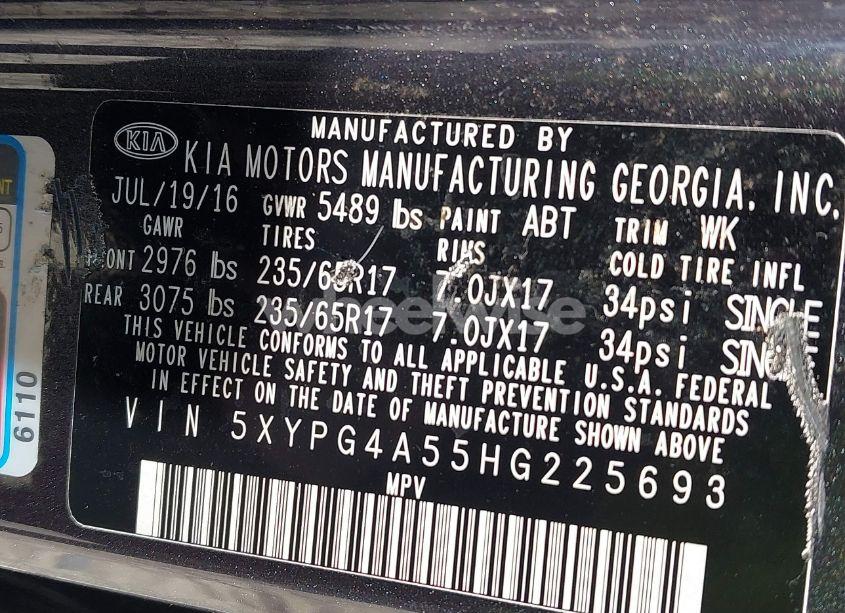 MANUFACTURED BY
KIA KIA MOTORS MANUFACTURING GEORGIA, INC.
JUL/19/16 GVWR 5489 lbs PAINT ABT TRIM WK
GAWR TIRES RIMS COLD TIRE INFL
ONT 2976 lbs 235/65R17 7.0JX17 34psi SINGLE
REAR 3075 lbs 235/65R17 7.0JX17 34psi SINGLE
THIS VEHICLE CONFORMS TO ALL APPLICABLE U.S.A. FEDERAL
MOTOR VEHICLE SAFETY AND THEFT PREVENTION STANDARDS
IN EFFECT ON THE DATE OF MANUFACTURE SHOWN ABOVE
VIN 5XYPG4A55HG225693
MPV
6110
NT